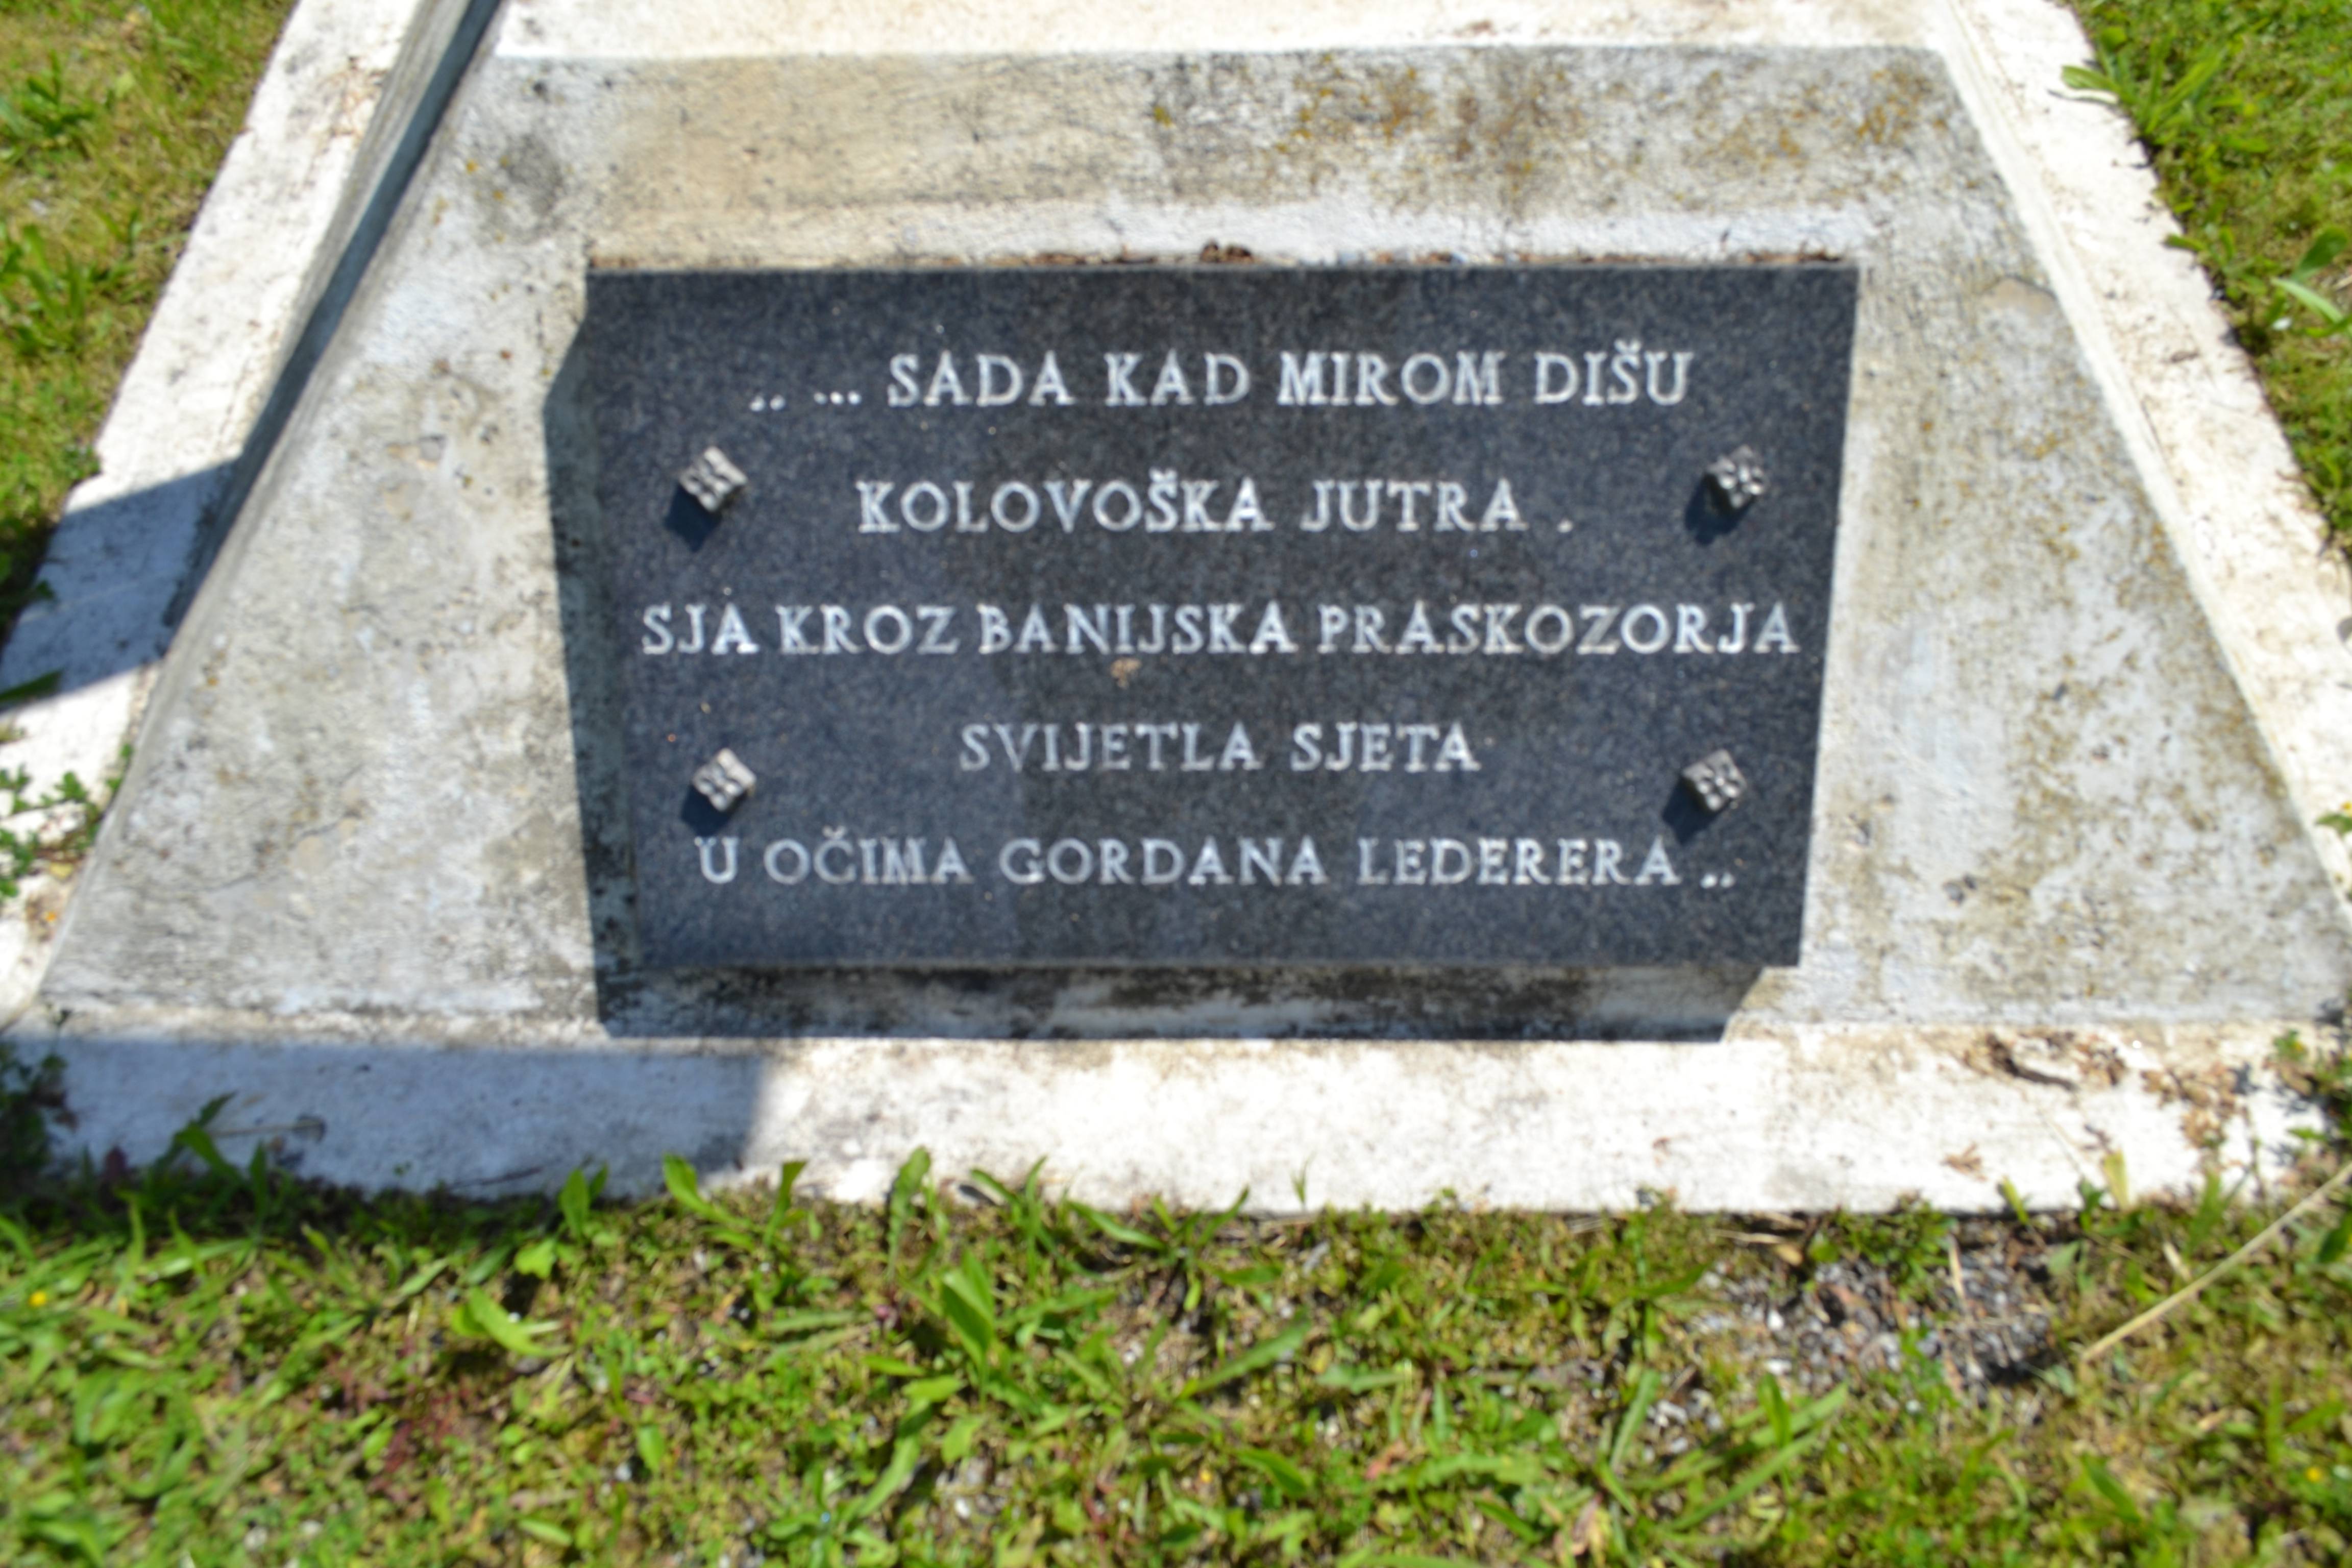 „ ... SADA KAD MIROM DIŠU
KOLOVOŠKA JUTRA .
SJA KROZ BANIJSKA PRASKOZORJA
SVIJETLA SJETA
U OČIMA GORDANA LEDERERA „